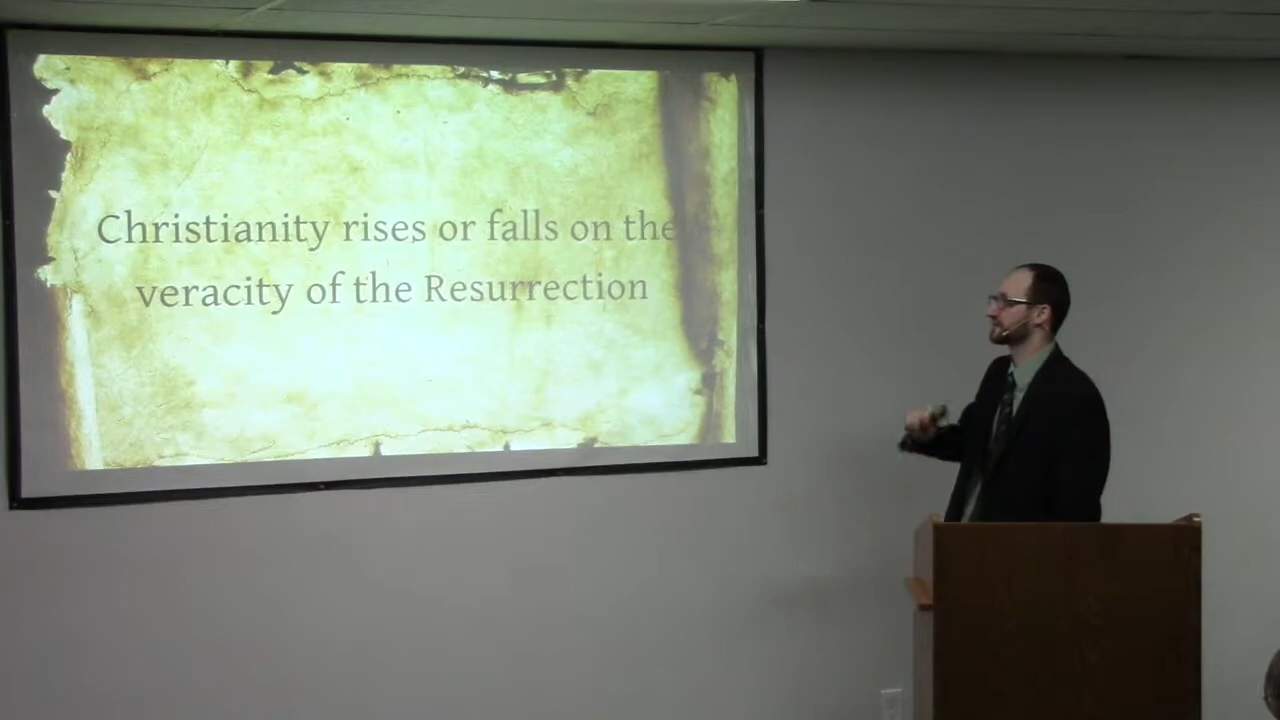 Christianity rises or falls on the
veracity of the Resurrection